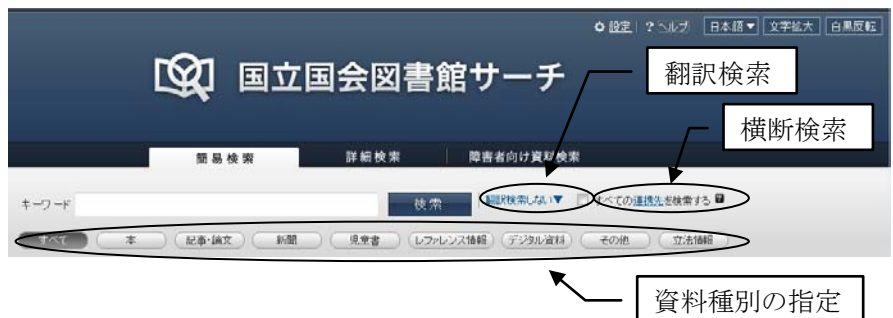 設定 ? ヘルプ 日本語▼ 文字拡大 白黒反転
国立国会図書館サーチ
翻訳検索
横断検索
簡易検索 詳細検索 障害者向け資料検索
キーワード 検索 翻訳検索しない▼ すべての連携先を検索する ?
すべて 本 記事・論文 新聞 児童書 レファレンス情報 デジタル資料 その他 立法情報
資料種別の指定